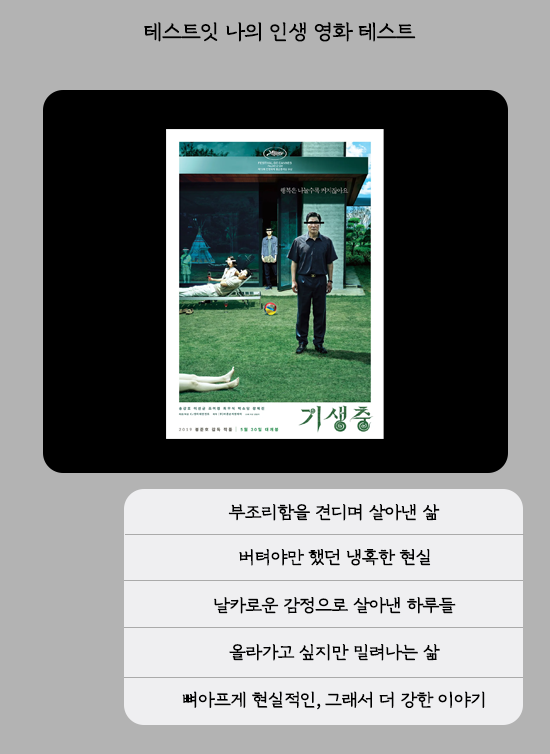 테스트잇 나의 인생 영화 테스트
행복은 나눌수록 커지잖아요
기생충
2019 봉준호 감독 작품 | 5월 30일 대개봉
부조리함을 견디며 살아낸 삶
버텨야만 했던 냉혹한 현실
날카로운 감정으로 살아낸 하루들
올라가고 싶지만 밀려나는 삶
뼈아프게 현실적인, 그래서 더 강한 이야기